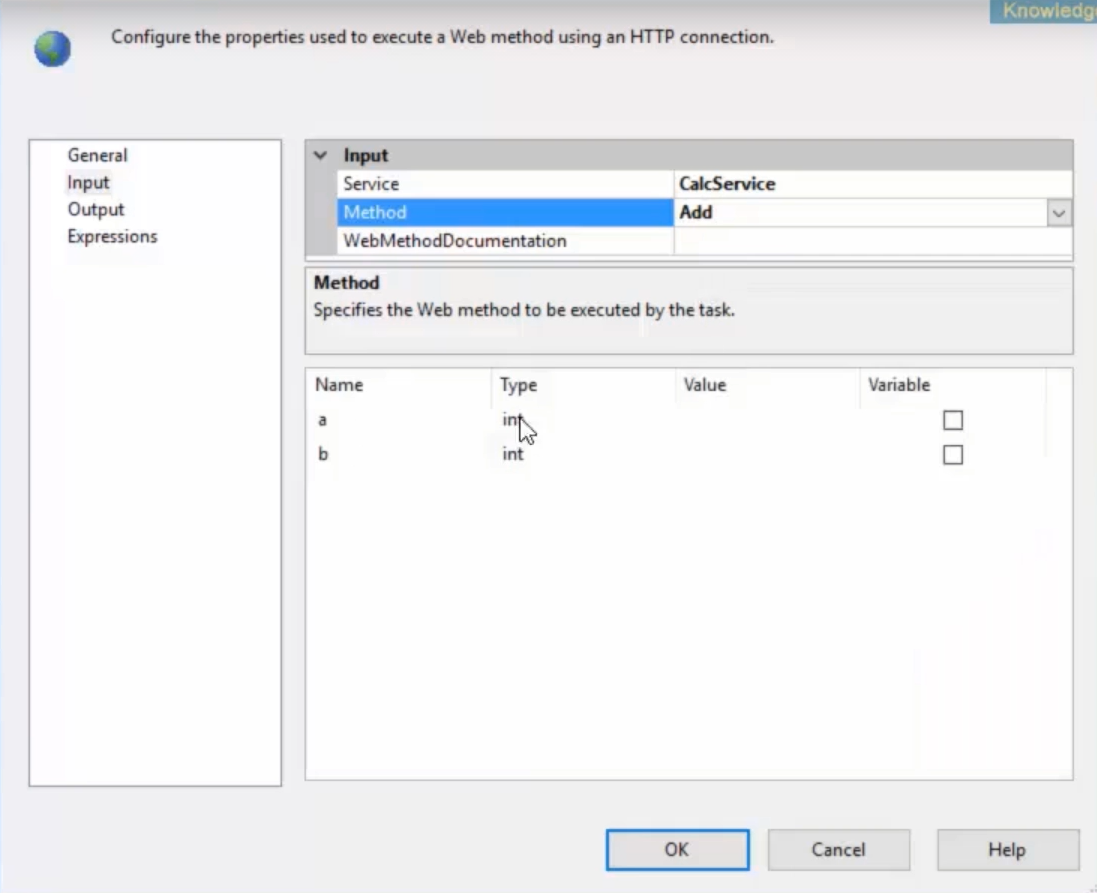 Knowledg
Configure the properties used to execute a Web method using an HTTP connection.
General
Input
Output
Expressions
Input
Service CalcService
Method Add
WebMethodDocumentation
Method
Specifies the Web method to be executed by the task.
Name Type Value Variable
a int
b int
OK Cancel Help